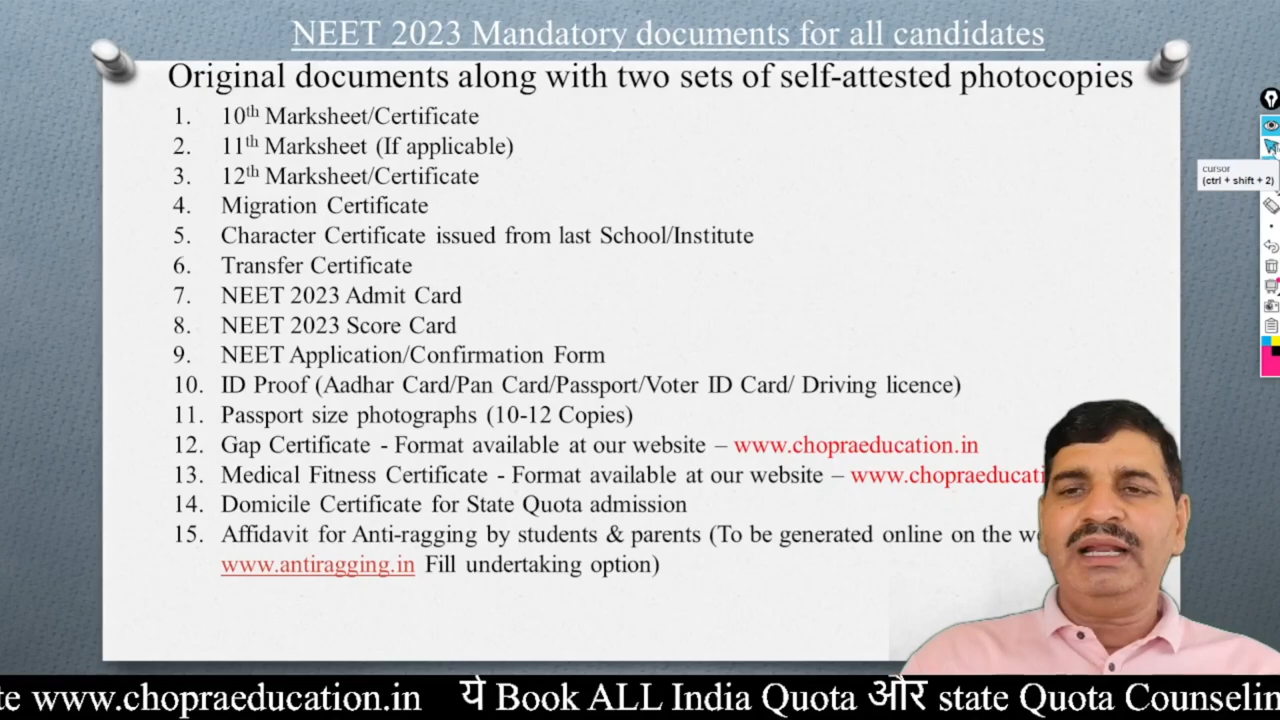 NEET 2023 Mandatory documents for all candidates
Original documents along with two sets of self-attested photocopies
1. 10th Marksheet/Certificate
2. 11th Marksheet (If applicable)
3. 12th Marksheet/Certificate
4. Migration Certificate
5. Character Certificate issued from last School/Institute
6. Transfer Certificate
7. NEET 2023 Admit Card
8. NEET 2023 Score Card
9. NEET Application/Confirmation Form
10. ID Proof (Aadhar Card/Pan Card/Passport/Voter ID Card/ Driving licence)
11. Passport size photographs (10-12 Copies)
12. Gap Certificate - Format available at our website – www.chopraeducation.in
13. Medical Fitness Certificate - Format available at our website – www.chopraeducati
14. Domicile Certificate for State Quota admission
15. Affidavit for Anti-ragging by students & parents (To be generated online on the
www.antiragging.in Fill undertaking option)
cursor
(ctrl + shift + 2)
te www.chopraeducation.in ये Book ALL India Quota और state Quota Counselin